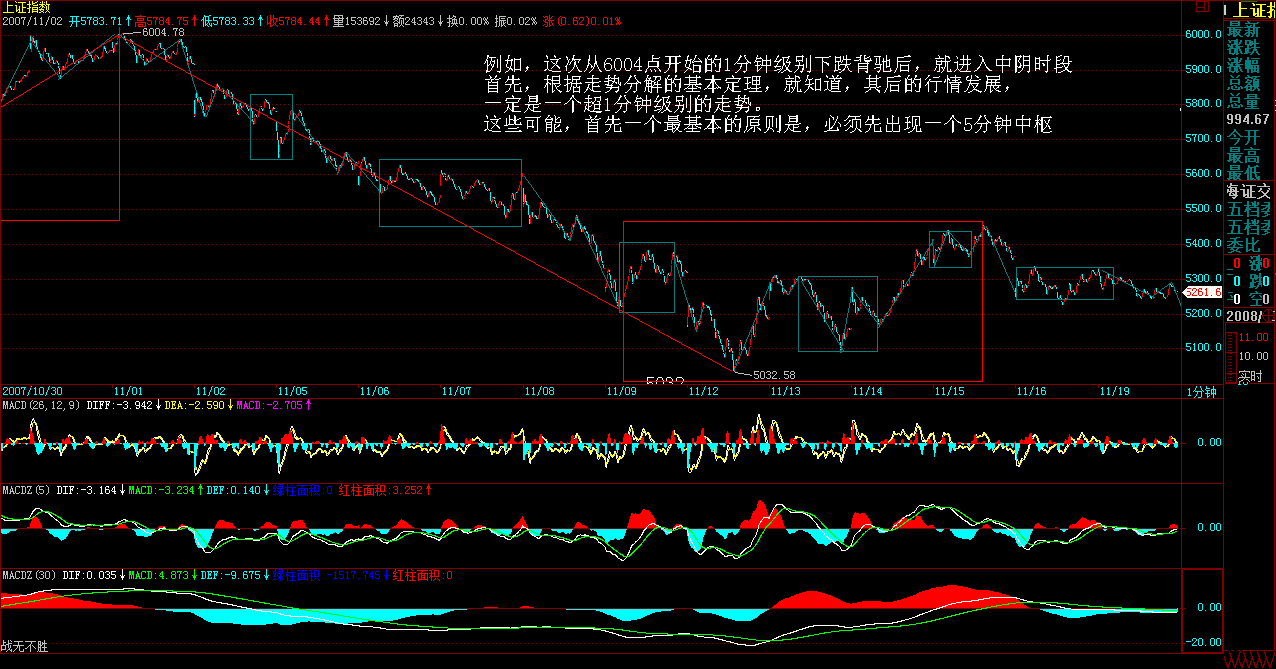 上证指数
2007/11/02 开5783.71↑高5784.75↑低5783.33↑收5784.44↑量153692↓额24343↓换0.00% 振0.02% 涨(0.82)0.01%
6004.78
例如，这次从6004点开始的1分钟级别下跌背驰后，就进入中阴时段
首先，根据走势分解的基本定理，就知道，其后的行情发展，
一定是一个超1分钟级别的走势。
这些可能，首先一个最基本的原则是，必须先出现一个5分钟中枢
6000.0
5900.0
5800.0
5700.0
5600.0
5500.0
5400.0
5300.0
5261.6
5200.0
5100.0
5032
5032.58
2007/10/30 11/01 11/02 11/05 11/06 11/07 11/08 11/09 11/12 11/13 11/14 11/15 11/16 11/19 1分钟
MACD(26,12,9) DIFF:-3.942↓DEA:-2.590↓MACD:-2.705↑
0.00
MACDZ(5) DIF:-3.164↓MACD:-3.234↑DEF:0.140↓绿柱面积:0 红柱面积:3.252↑
0.00
MACDZ(30) DIF:0.035↓MACD:4.873↓DEF:-9.675↓绿柱面积:-1517.745↓红柱面积:0
0.00
-20.00
战无不胜
上证指
最新
涨跌
涨幅
总额
总量
994.67
今开
最高
最低
海证交
五档
五档
委比
0 涨0
0 跌0
0 空0
2008/
11.00
10.00
实时